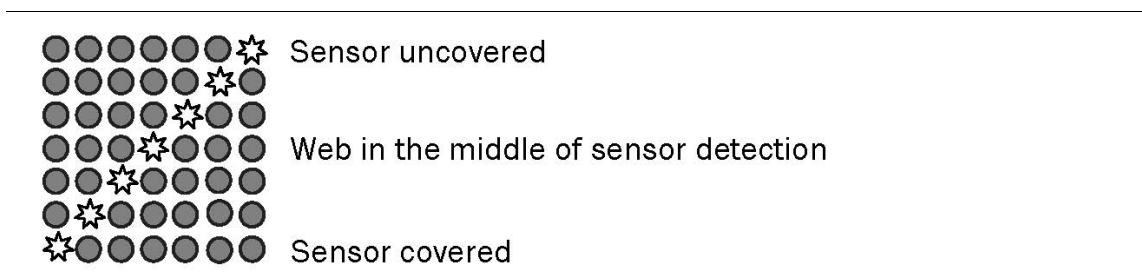 Sensor uncovered
Web in the middle of sensor detection
Sensor covered